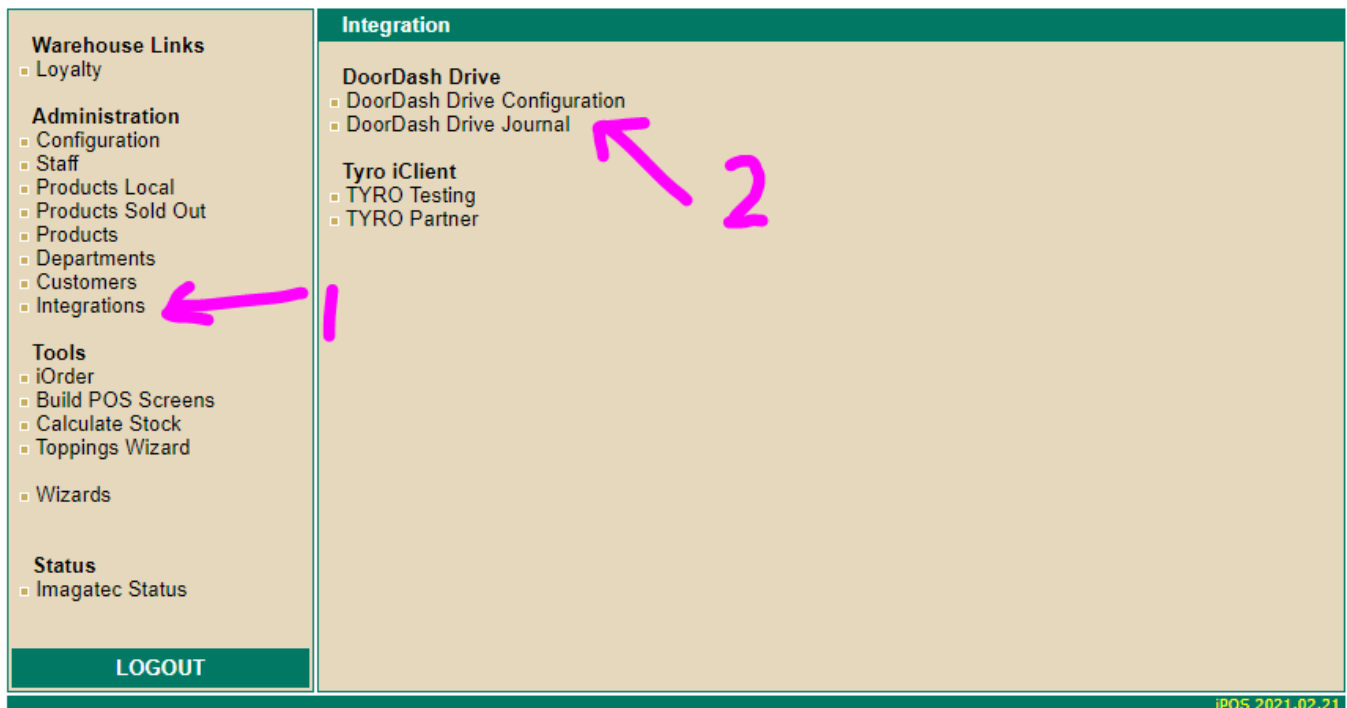 Warehouse Links
Loyalty
Administration
Configuration
Staff
Products Local
Products Sold Out
Products
Departments
Customers
Integrations
Tools
iOrder
Build POS Screens
Calculate Stock
Toppings Wizard
Wizards
Status
Imagatec Status
LOGOUT
Integration
DoorDash Drive
DoorDash Drive Configuration
DoorDash Drive Journal
Tyro iClient
TYRO Testing
TYRO Partner
1
2
iPOS 2021.02.21